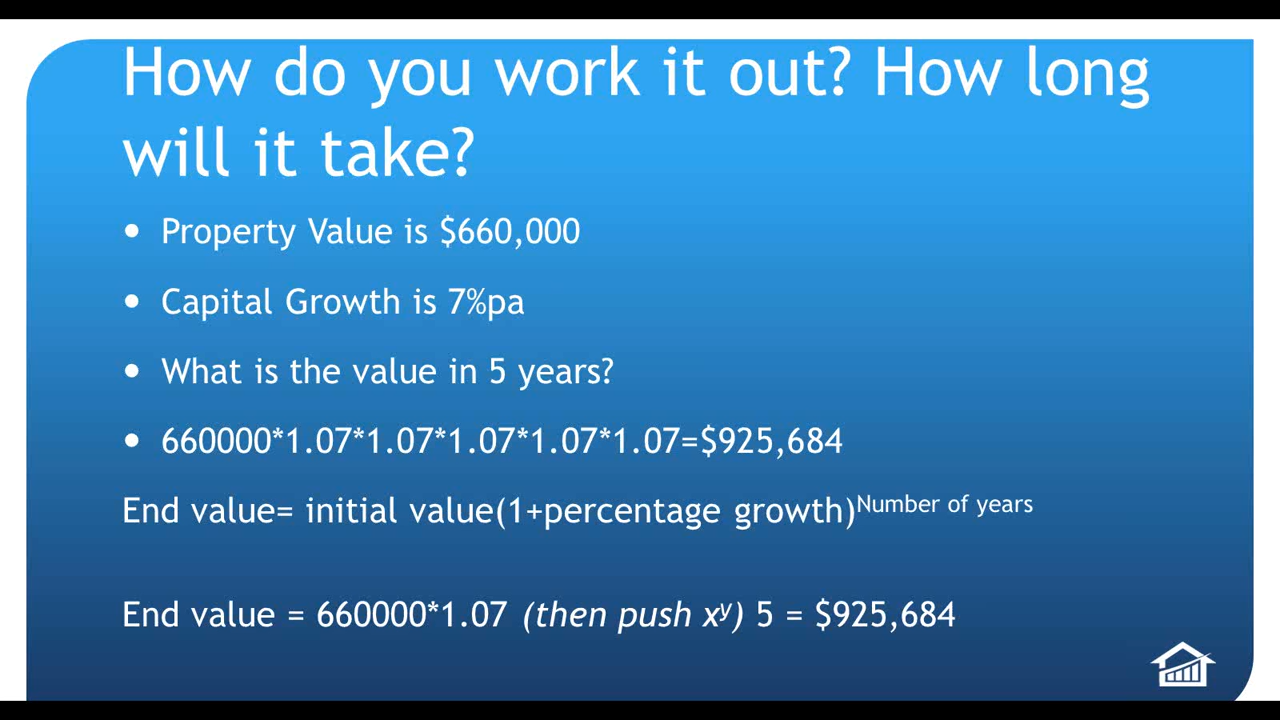 How do you work it out? How long
will it take?
• Property Value is $660,000
• Capital Growth is 7%pa
• What is the value in 5 years?
• 660000*1.07*1.07*1.07*1.07*1.07=$925,684
End value= initial value(1+percentage growth)^Number of years
End value = 660000*1.07 (then push xʸ) 5 = $925,684